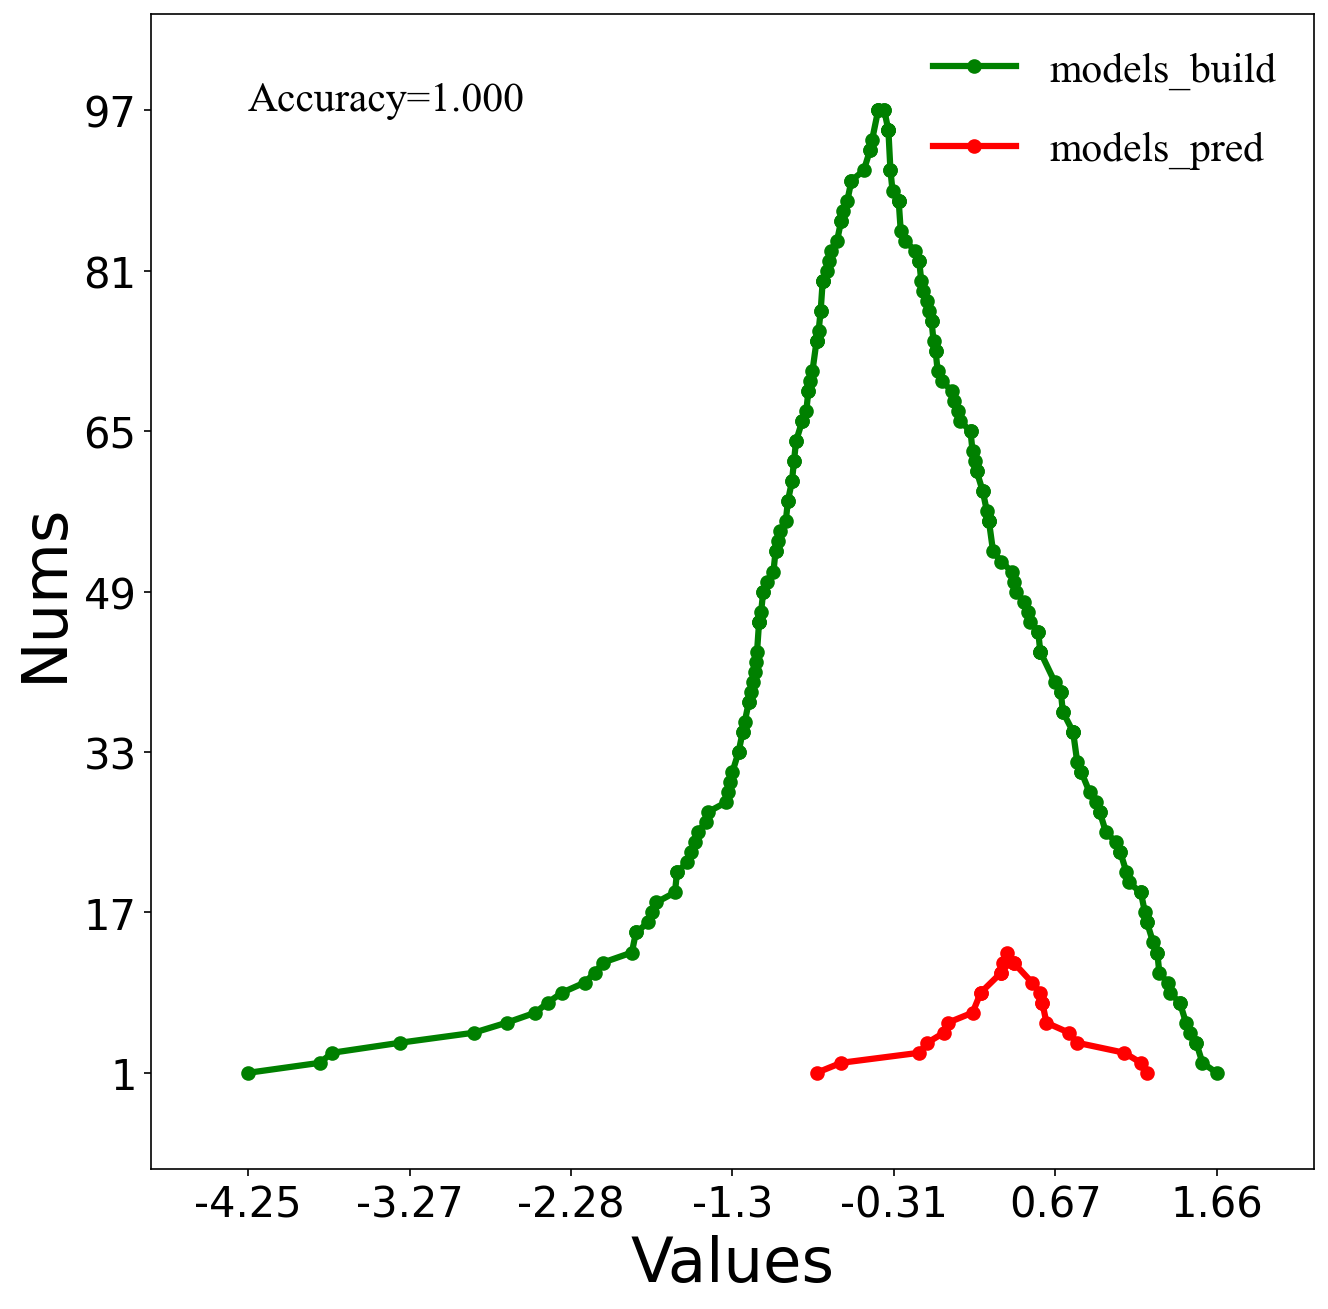 Accuracy=1.000
models_build
models_pred
Nums
97
81
65
49
33
17
1
-4.25 -3.27 -2.28 -1.3 -0.31 0.67 1.66
Values